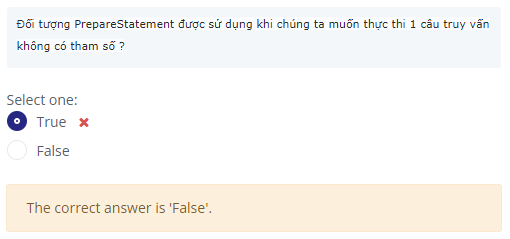 Đối tượng PrepareStatement được sử dụng khi chúng ta muốn thực thi 1 câu truy vấn
không có tham số ?
Select one:
True ✖
False
The correct answer is 'False'.